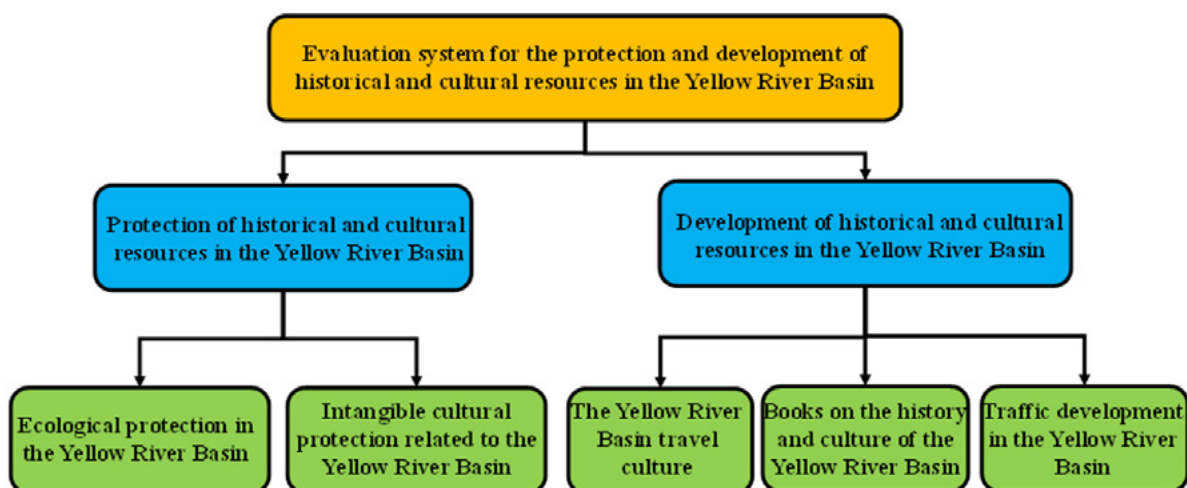 Evaluation system for the protection and development of
historical and cultural resources in the Yellow River Basin
Protection of historical and cultural
resources in the Yellow River Basin
Development of historical and cultural
resources in the Yellow River Basin
Ecological protection in
the Yellow River Basin
Intangible cultural
protection related to the
Yellow River Basin
The Yellow River
Basin travel
culture
Books on the history
and culture of the
Yellow River Basin
Traffic development
in the Yellow River
Basin